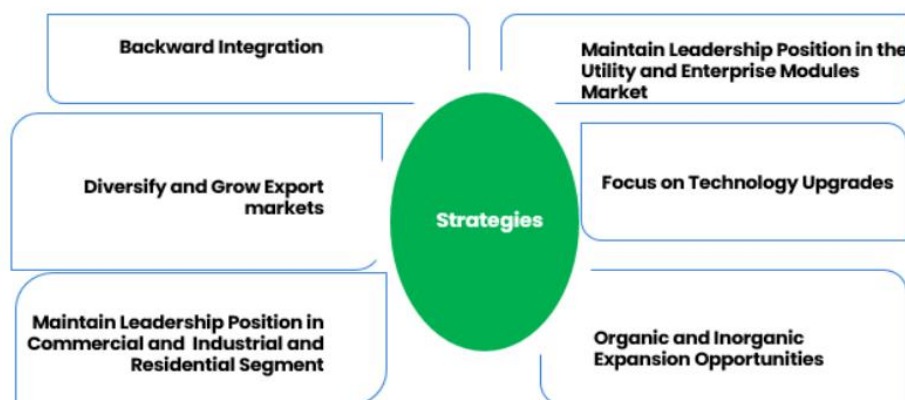 Backward Integration
Maintain Leadership Position in the
Utility and Enterprise Modules
Market
Diversify and Grow Export
markets
Strategies
Focus on Technology Upgrades
Maintain Leadership Position in
Commercial and Industrial and
Residential Segment
Organic and Inorganic
Expansion Opportunities